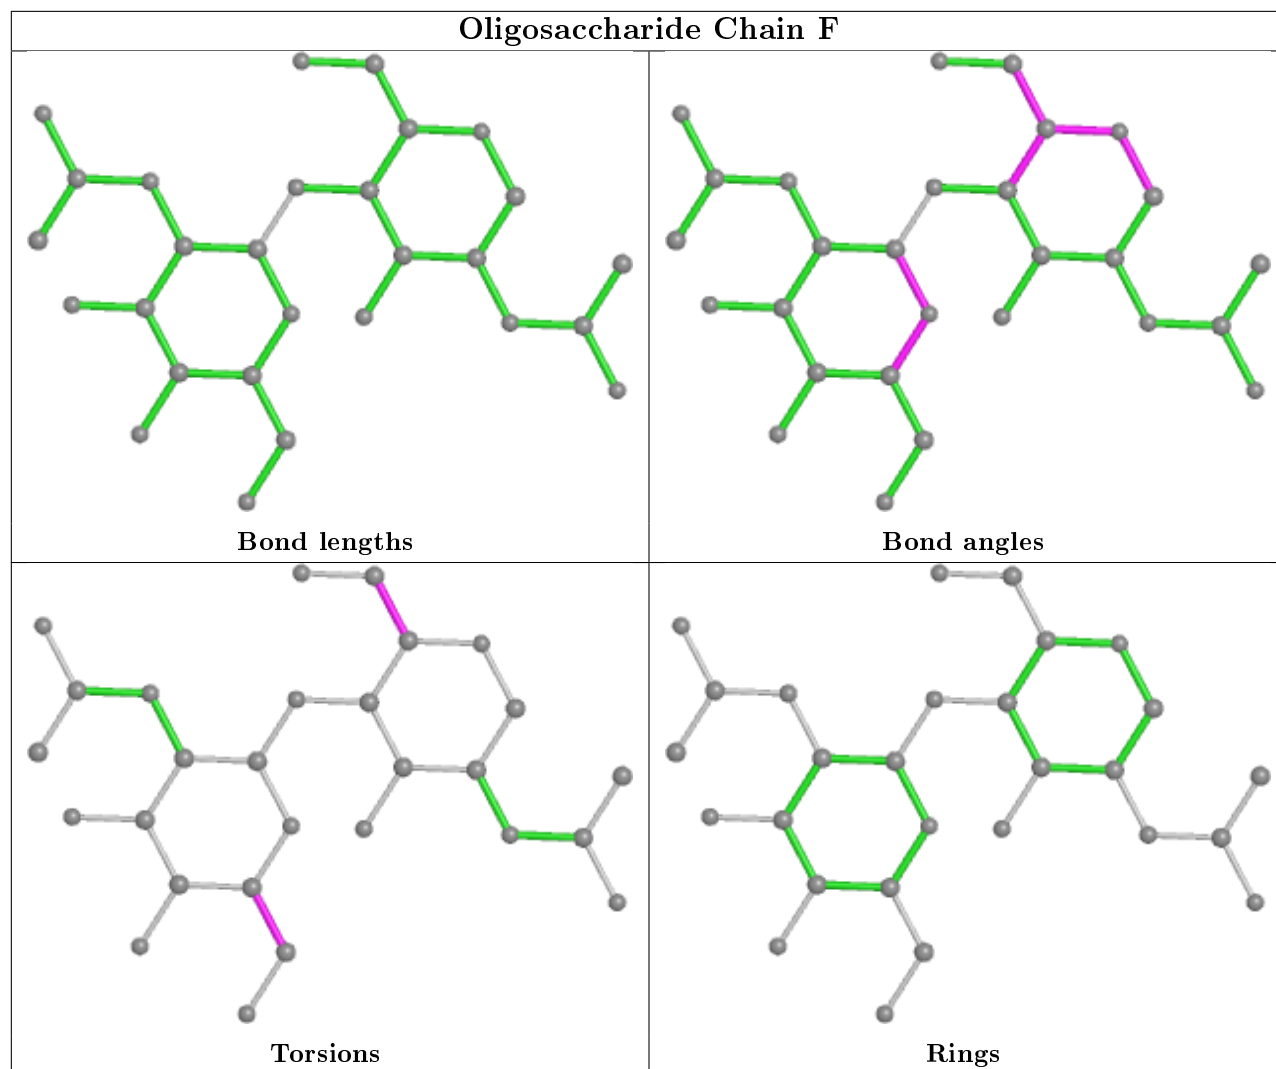 Oligosaccharide Chain F
Bond lengths
Bond angles
Torsions
Rings